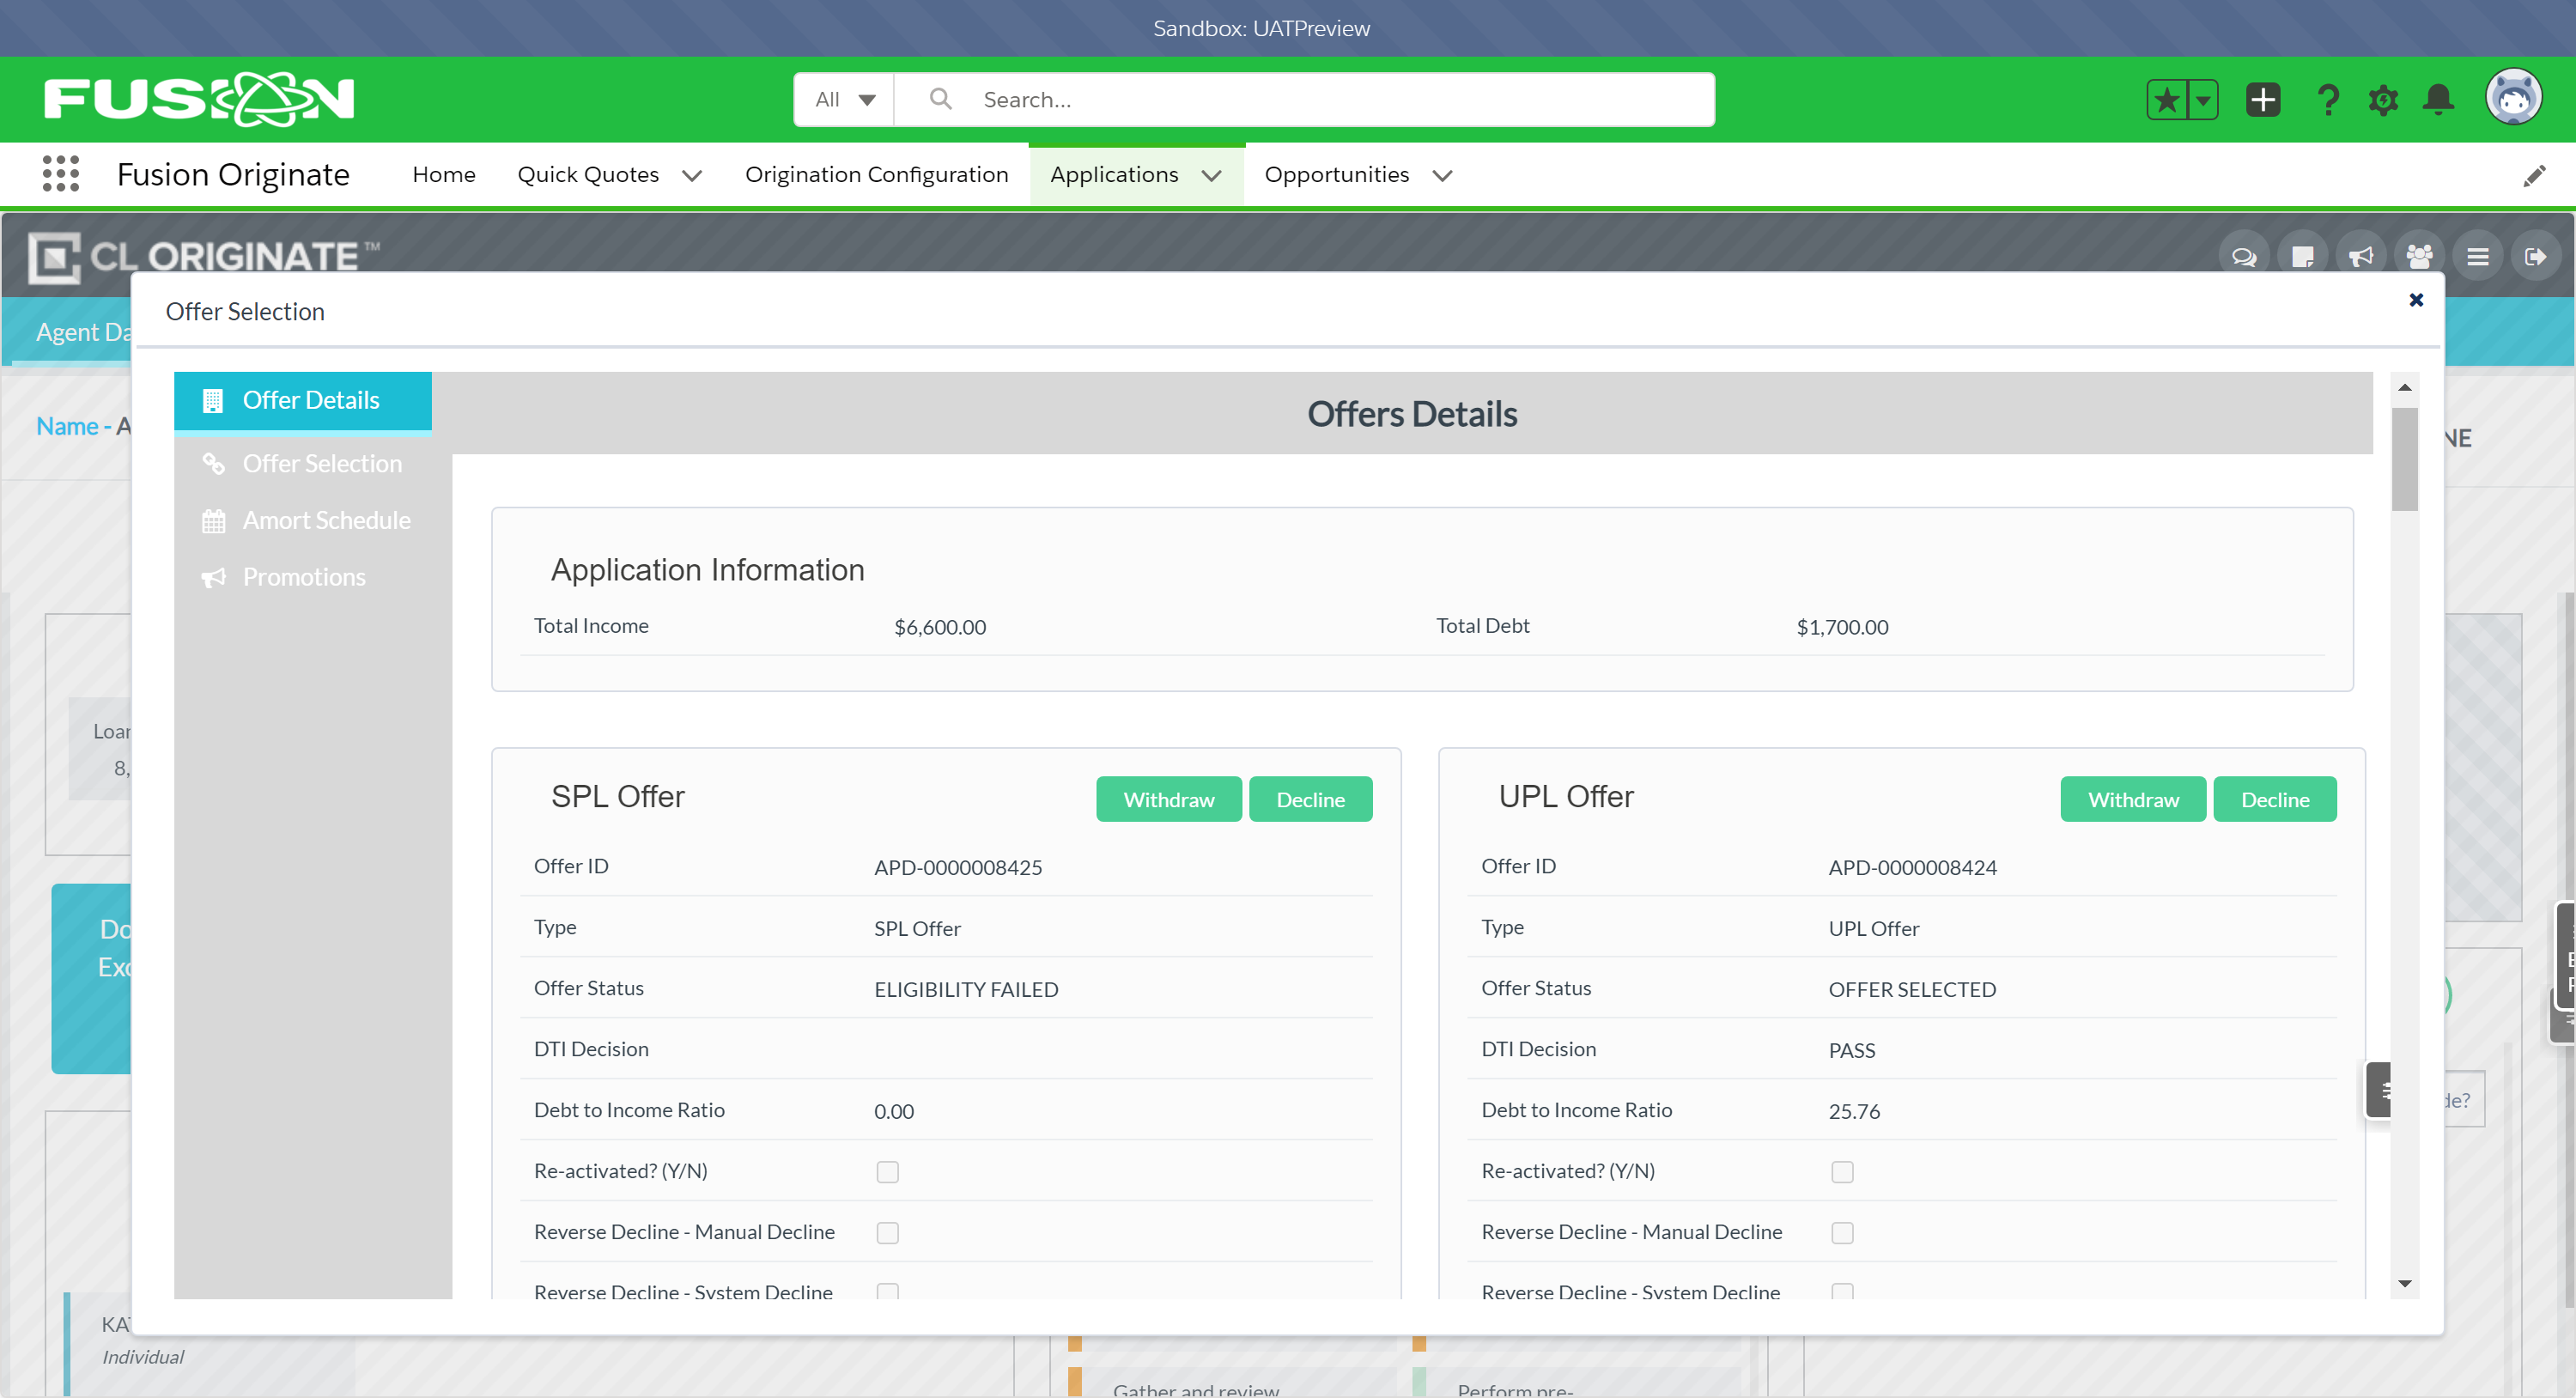 Sandbox: UATPreview
FUSION
All
Search...
Fusion Originate
Home
Quick Quotes
Origination Configuration
Applications
Opportunities
CL ORIGINATE™
Agent Da
Offer Selection
Name - A
NE
Offer Details
Offer Selection
Amort Schedule
Promotions
Offers Details
Application Information
Total Income $6,600.00 Total Debt $1,700.00
Loan
8,
SPL Offer
Withdraw
Decline
Offer ID APD-0000008425
Type SPL Offer
Offer Status ELIGIBILITY FAILED
DTI Decision
Debt to Income Ratio 0.00
Re-activated? (Y/N)
Reverse Decline - Manual Decline
Reverse Decline - System Decline
UPL Offer
Withdraw
Decline
Offer ID APD-0000008424
Type UPL Offer
Offer Status OFFER SELECTED
DTI Decision PASS
Debt to Income Ratio 25.76
Re-activated? (Y/N)
Reverse Decline - Manual Decline
Reverse Decline - System Decline
Do
Exc
de?
KAT
Individual
Gather and review
Perform pre-